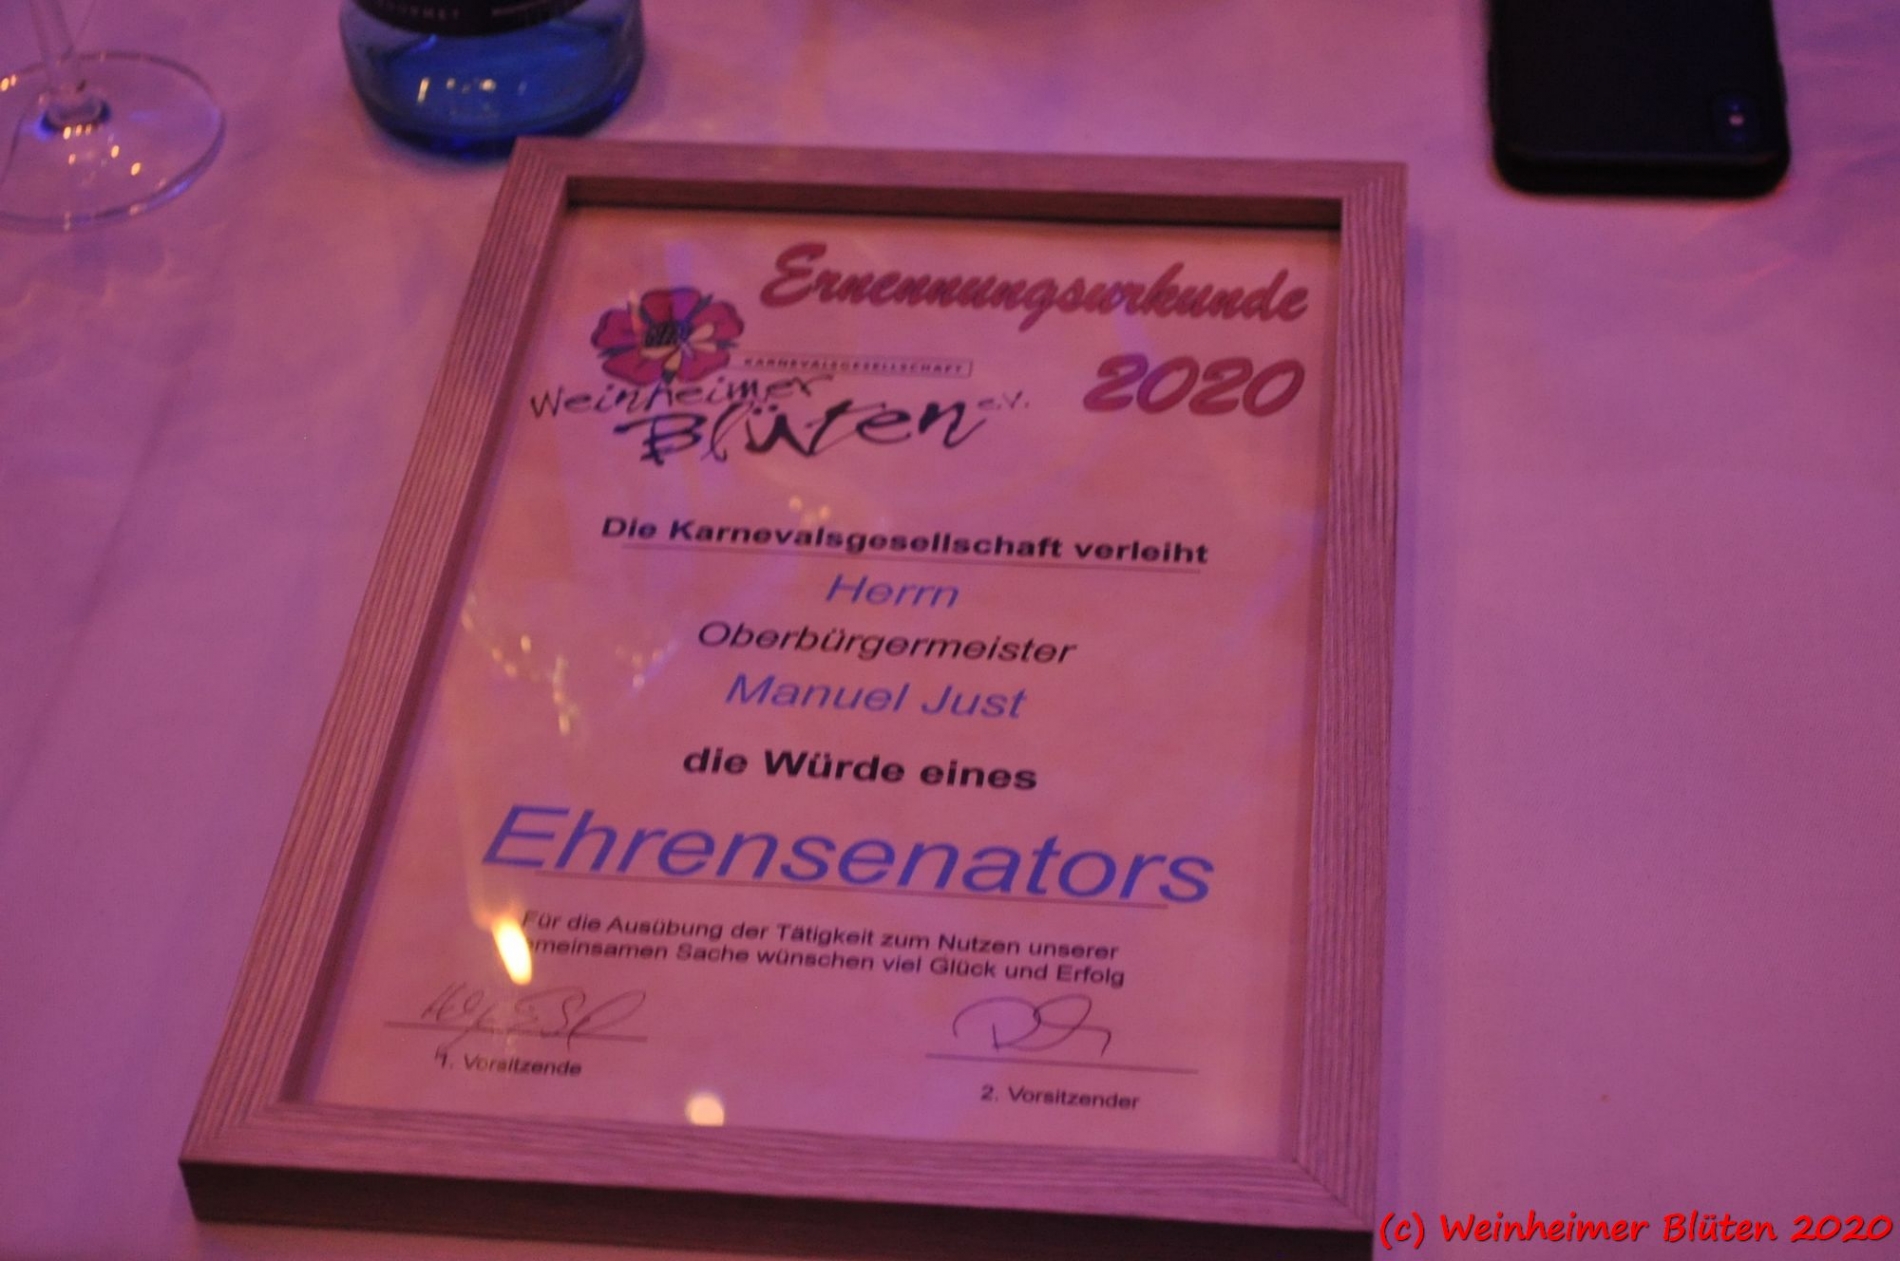 Ernennungsurkunde
2020
KARNEVALSGESELLSCHAFT
Weinheimer
Blüten e.V.
Die Karnevalsgesellschaft verleiht
Herrn
Oberbürgermeister
Manuel Just
die Würde eines
Ehrensenators
Für die Ausübung der Tätigkeit zum Nutzen unserer
emeinsamen Sache wünschen viel Glück und Erfolg
1. Vorsitzende
2. Vorsitzender
(c) Weinheimer Blüten 2020